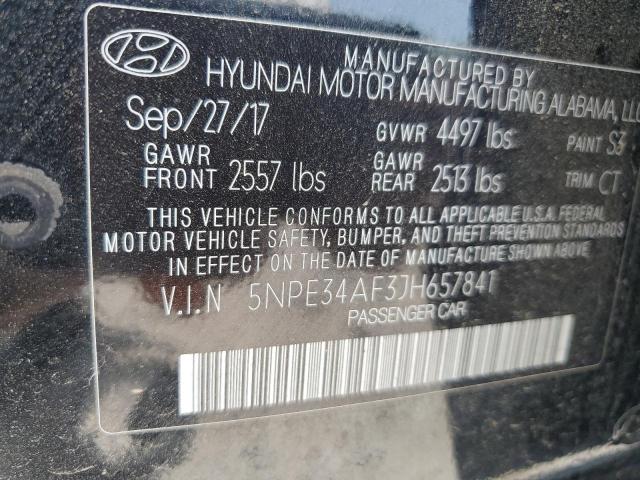 MANUFACTURED BY
HYUNDAI MOTOR MANUFACTURING ALABAMA, LLC
Sep/27/17 GVWR 4497 lbs PAINT S3
GAWR FRONT 2557 lbs GAWR REAR 2513 lbs TRIM CT
THIS VEHICLE CONFORMS TO ALL APPLICABLE U.S.A. FEDERAL
MOTOR VEHICLE SAFETY, BUMPER, AND THEFT PREVENTION STANDARDS
IN EFFECT ON THE DATE OF MANUFACTURE SHOWN ABOVE.
V.I.N 5NPE34AF3JH657841
PASSENGER CAR